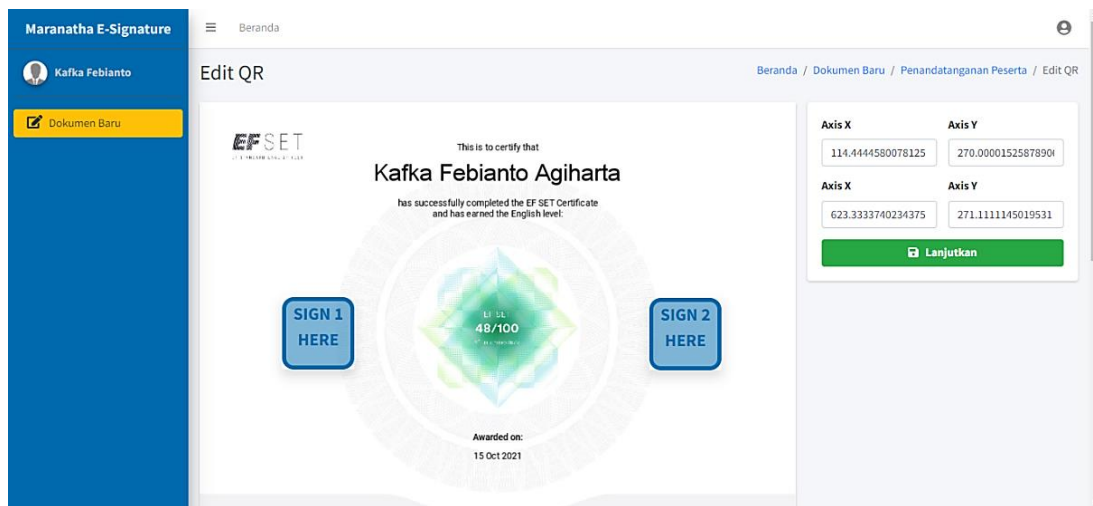 Maranatha E-Signature
Beranda
Kafka Febianto
Edit QR
Beranda / Dokumen Baru / Penandatanganan Peserta / Edit QR
Dokumen Baru
EFSET
This is to certify that
Kafka Febianto Agiharta
has successfully completed the EF SET Certificate
and has earned the English level:
SIGN 1
HERE
48/100
SIGN 2
HERE
Awarded on:
15 Oct 2021
Axis X Axis Y
114.4444580078125 270.0000152587890
Axis X Axis Y
623.3333740234375 271.1111145019531
Lanjutkan